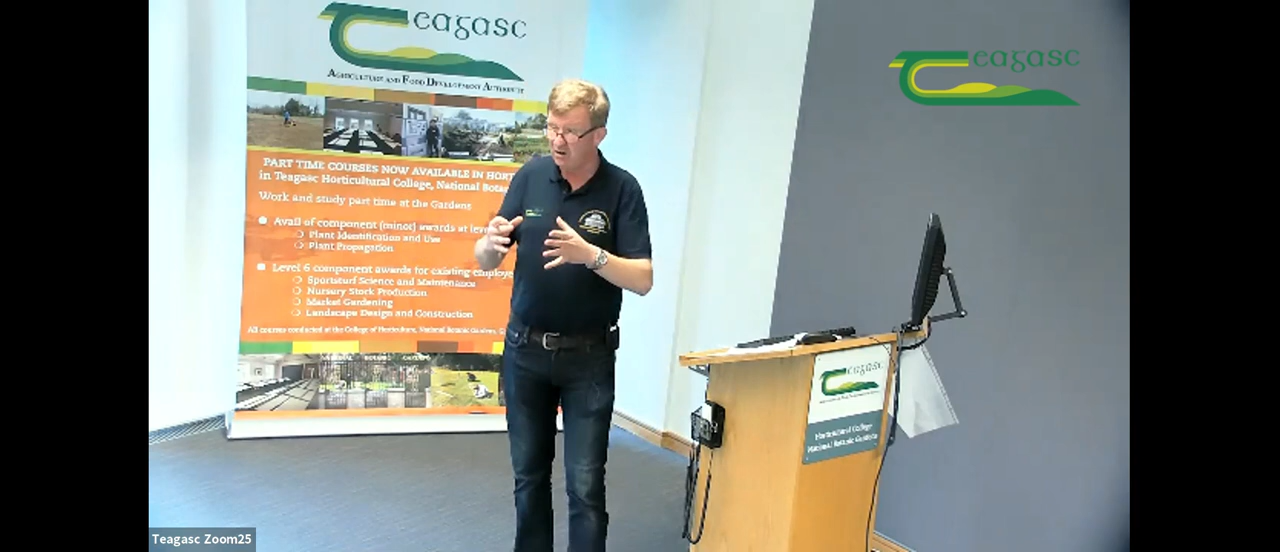 Teagasc
AGRICULTURE AND FOOD DEVELOPMENT AUTHORITY
PART TIME COURSES NOW AVAILABLE IN
in Teagasc Horticultural College, National
Work and study part time at the Gardens
Avail of component (minor) awards at
Plant Identification and Use
Plant Propagation
Level 6 component awards for existing
Sportsturf Science and Maintenance
Nursery Stock Production
Market Gardening
Landscape Design and Construction
All courses conducted at the College of Horticulture, National Botanic Gardens,
Teagasc
Teagasc
Horticultural College
National Botanic Gardens
Teagasc Zoom25